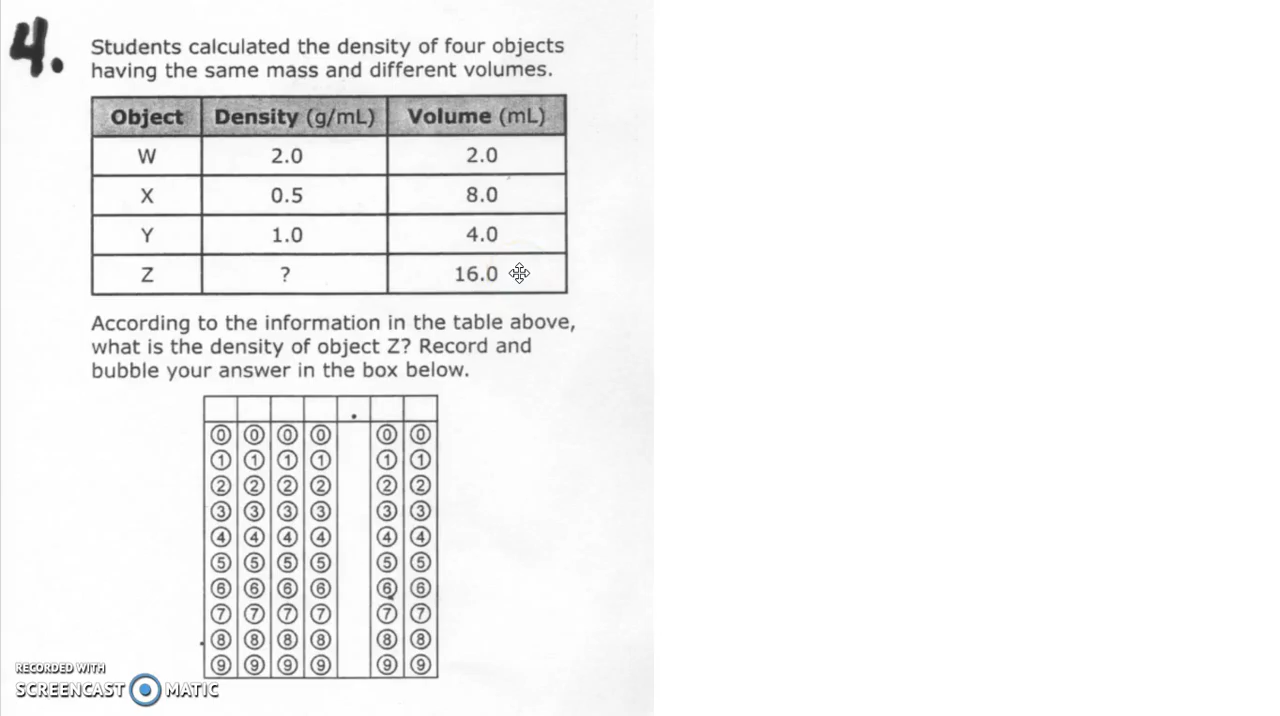 4.
Students calculated the density of four objects
having the same mass and different volumes.
Object Density (g/mL) Volume (mL)
W 2.0 2.0
X 0.5 8.0
Y 1.0 4.0
Z ? 16.0
According to the information in the table above,
what is the density of object Z? Record and
bubble your answer in the box below.
.
0 0 0 0 0 0
1 1 1 1 1 1
2 2 2 2 2 2
3 3 3 3 3 3
4 4 4 4 4 4
5 5 5 5 5 5
6 6 6 6 6 6
7 7 7 7 7 7
8 8 8 8 8 8
9 9 9 9 9 9
RECORDED WITH
SCREENCAST MATIC